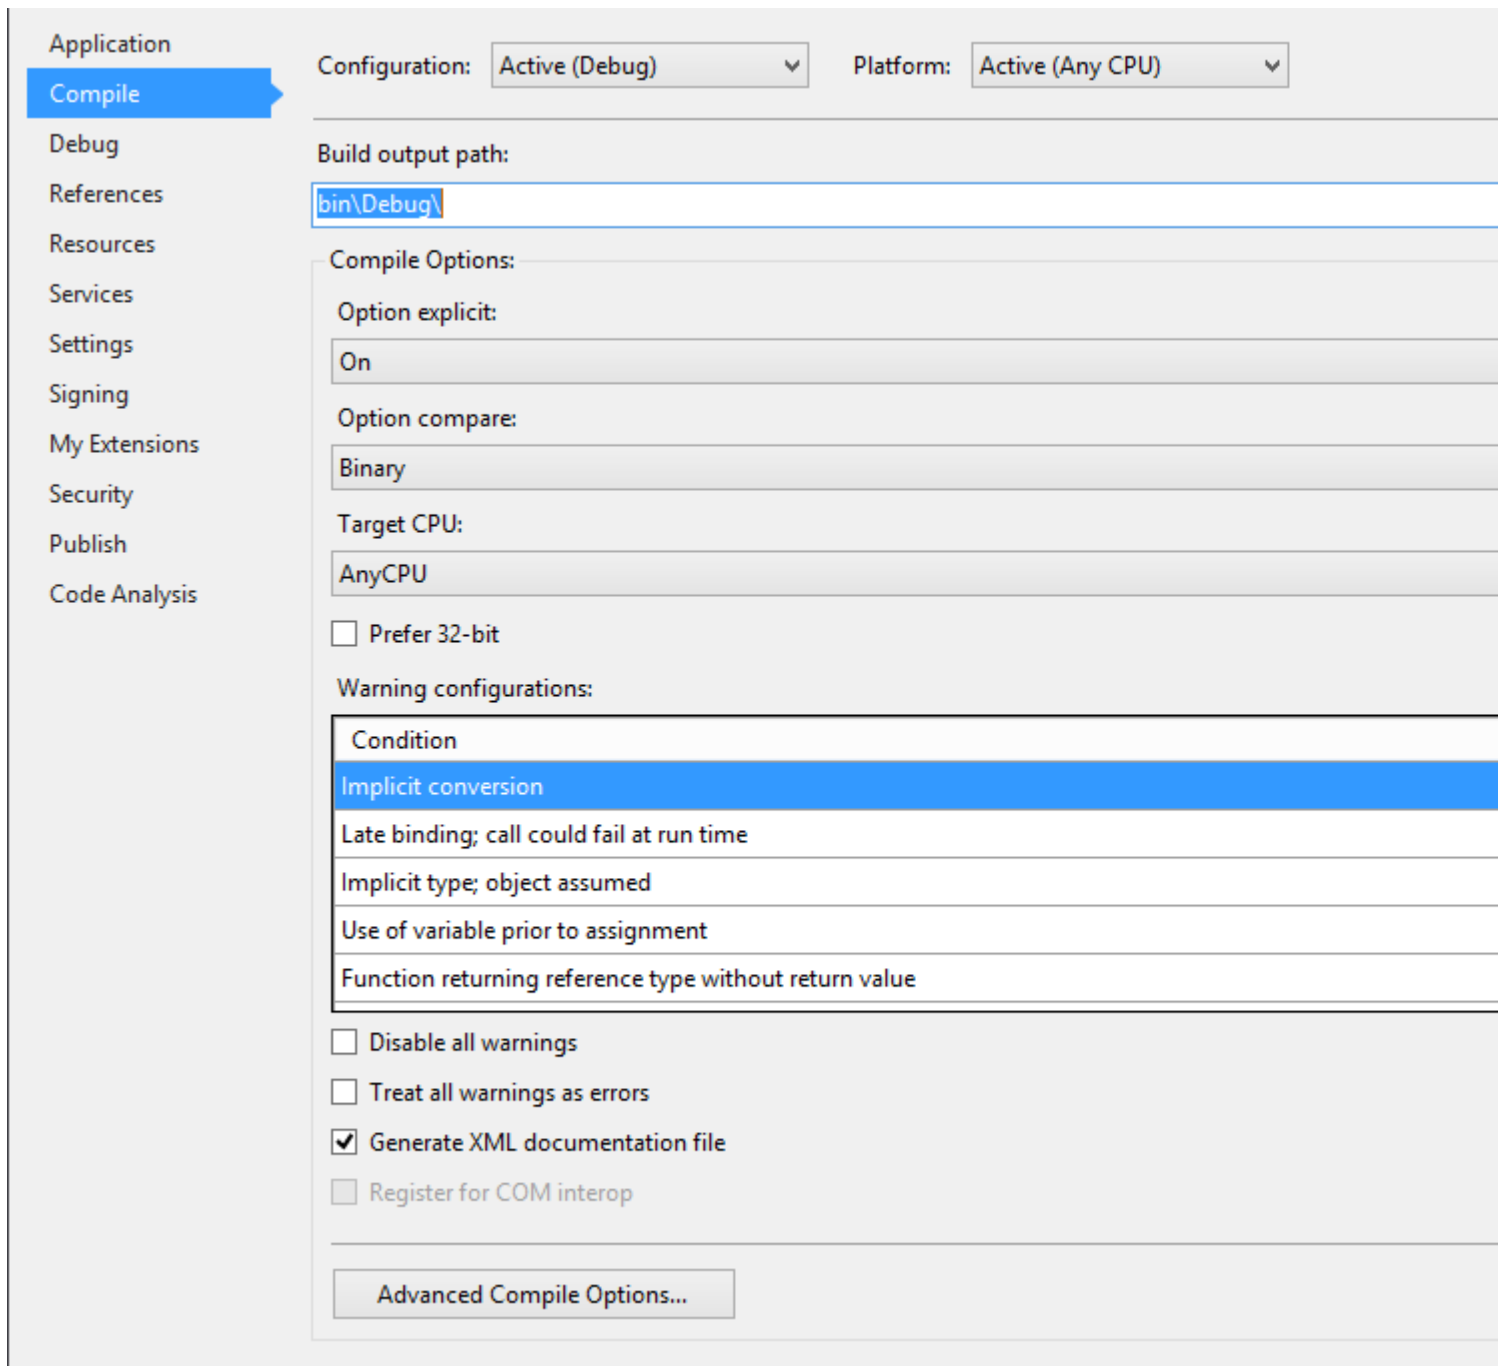 Application
Compile
Debug
References
Resources
Services
Settings
Signing
My Extensions
Security
Publish
Code Analysis
Configuration: Active (Debug) Platform: Active (Any CPU)
Build output path:
bin\Debug\
Compile Options:
Option explicit:
On
Option compare:
Binary
Target CPU:
AnyCPU
Prefer 32-bit
Warning configurations:
Condition
Implicit conversion
Late binding; call could fail at run time
Implicit type; object assumed
Use of variable prior to assignment
Function returning reference type without return value
Disable all warnings
Treat all warnings as errors
Generate XML documentation file
Register for COM interop
Advanced Compile Options...